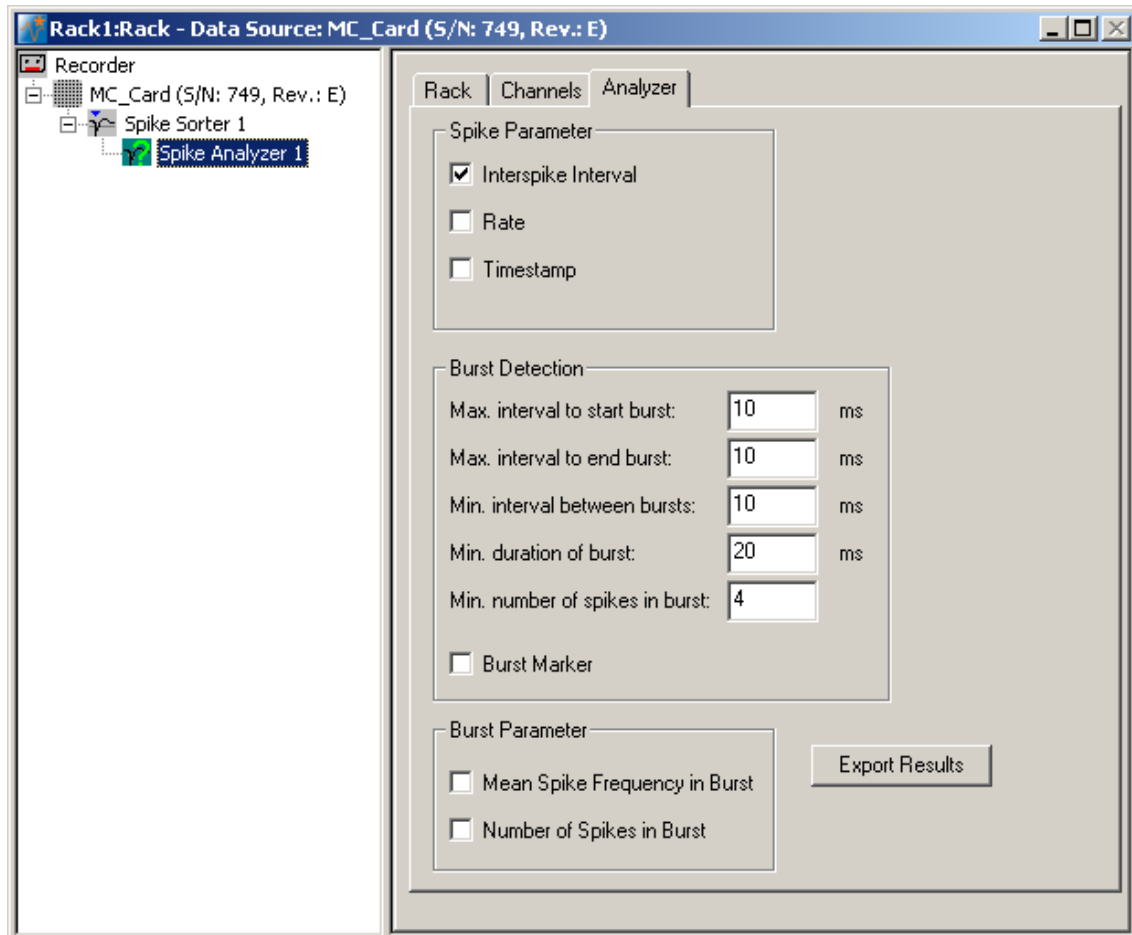 Rack1:Rack - Data Source: MC_Card (S/N: 749, Rev.: E)
Recorder
MC_Card (S/N: 749, Rev.: E)
Spike Sorter 1
Spike Analyzer 1
Rack
Channels
Analyzer
Spike Parameter
Interspike Interval
Rate
Timestamp
Burst Detection
Max. interval to start burst: 10 ms
Max. interval to end burst: 10 ms
Min. interval between bursts: 10 ms
Min. duration of burst: 20 ms
Min. number of spikes in burst: 4
Burst Marker
Burst Parameter
Mean Spike Frequency in Burst
Number of Spikes in Burst
Export Results